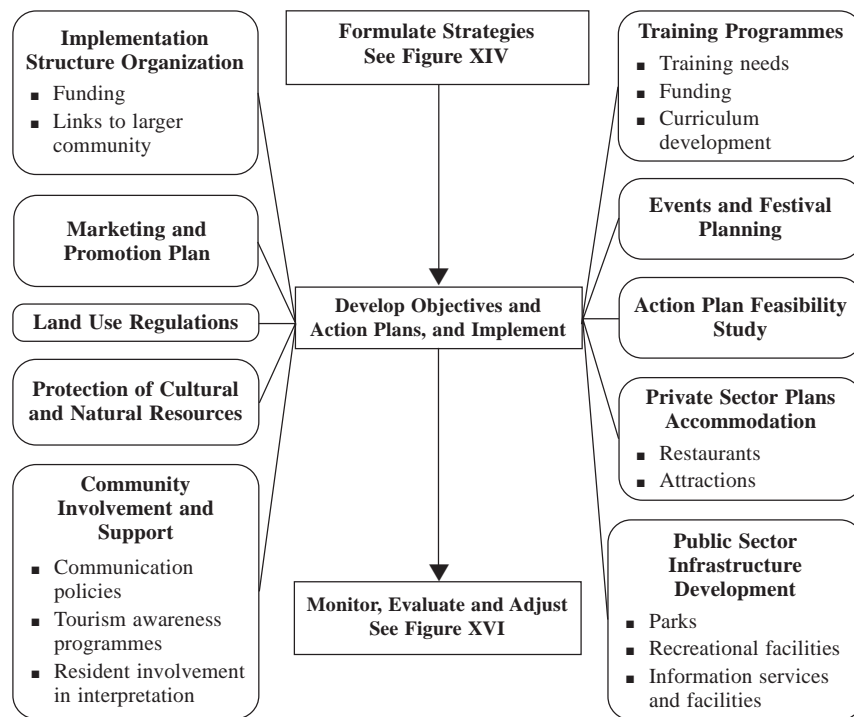 Implementation
Structure Organization
■ Funding
■ Links to larger
community
Marketing and
Promotion Plan
Land Use Regulations
Protection of Cultural
and Natural Resources
Community
Involvement and
Support
■ Communication
policies
■ Tourism awareness
programmes
■ Resident involvement
in interpretation
Formulate Strategies
See Figure XIV
Develop Objectives and
Action Plans, and Implement
Monitor, Evaluate and Adjust
See Figure XVI
Training Programmes
■ Training needs
■ Funding
■ Curriculum
development
Events and Festival
Planning
Action Plan Feasibility
Study
Private Sector Plans
Accommodation
■ Restaurants
■ Attractions
Public Sector
Infrastructure
Development
■ Parks
■ Recreational facilities
■ Information services
and facilities